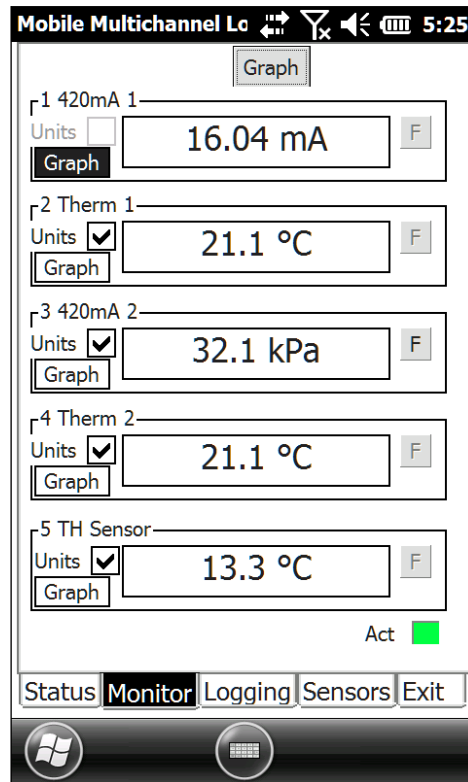 Mobile Multichannel Lo 5:25
Graph
1 420mA 1
Units
16.04 mA
F
Graph
2 Therm 1
Units
21.1 °C
F
Graph
3 420mA 2
Units
32.1 kPa
F
Graph
4 Therm 2
Units
21.1 °C
F
Graph
5 TH Sensor
Units
13.3 °C
F
Graph
Act
Status Monitor Logging Sensors Exit